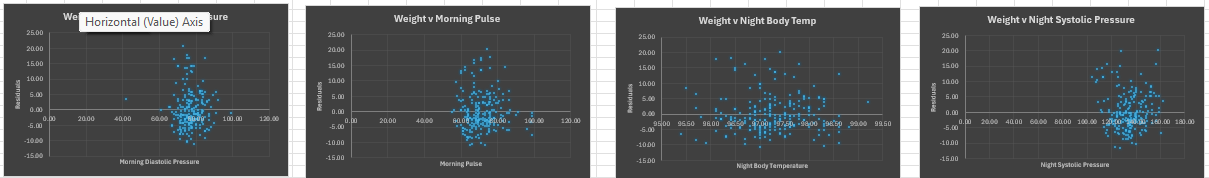 We
ssure
Horizontal (Value) Axis
25.00
20.00
15.00
10.00
5.00
0.00
-5.00
-10.00
-15.00
0.00 20.00 40.00 60.00 80.00 100.00 120.00
Residuals
Morning Diastolic Pressure
Weight v Morning Pulse
25.00
20.00
15.00
10.00
5.00
0.00
-5.00
-10.00
-15.00
0.00 20.00 40.00 60.00 80.00 100.00 120.00
Residuals
Morning Pulse
Weight v Night Body Temp
25.00
20.00
15.00
10.00
5.00
0.00
-5.00
-10.00
-15.00
95.00 95.50 96.00 96.50 97.00 97.50 98.00 98.50 99.00 99.50
Residuals
Night Body Temperature
Weight v Night Systolic Pressure
25.00
20.00
15.00
10.00
5.00
0.00
-5.00
-10.00
-15.00
0.00 20.00 40.00 60.00 80.00 100.00 120.00 140.00 160.00 180.00
Residuals
Night Systolic Pressure